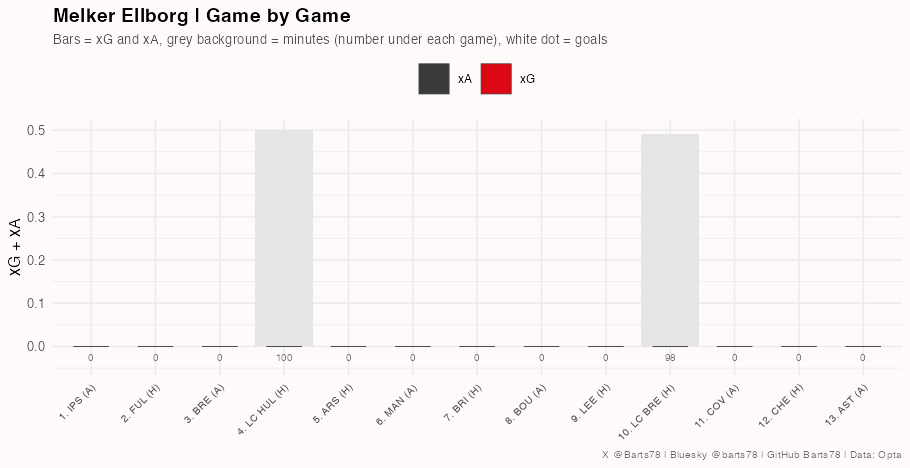 Melker Ellborg | Game by Game
Bars = xG and xA, grey background = minutes (number under each game), white dot = goals
xA xG
xG + xA
0.5
0.4
0.3
0.2
0.1
0.0
0 0 0 100 0 0 0 0 0 98 0 0 0
1. IPS (A)
2. FUL (H)
3. BRE (A)
4. LC HUL (H)
5. ARS (H)
6. MAN (A)
7. BRI (H)
8. BOU (A)
9. LEE (H)
10. LC BRE (H)
11. COV (A)
12. CHE (H)
13. AST (A)
X @Barts78 | Bluesky @barts78 | GitHub Barts78 | Data: Opta